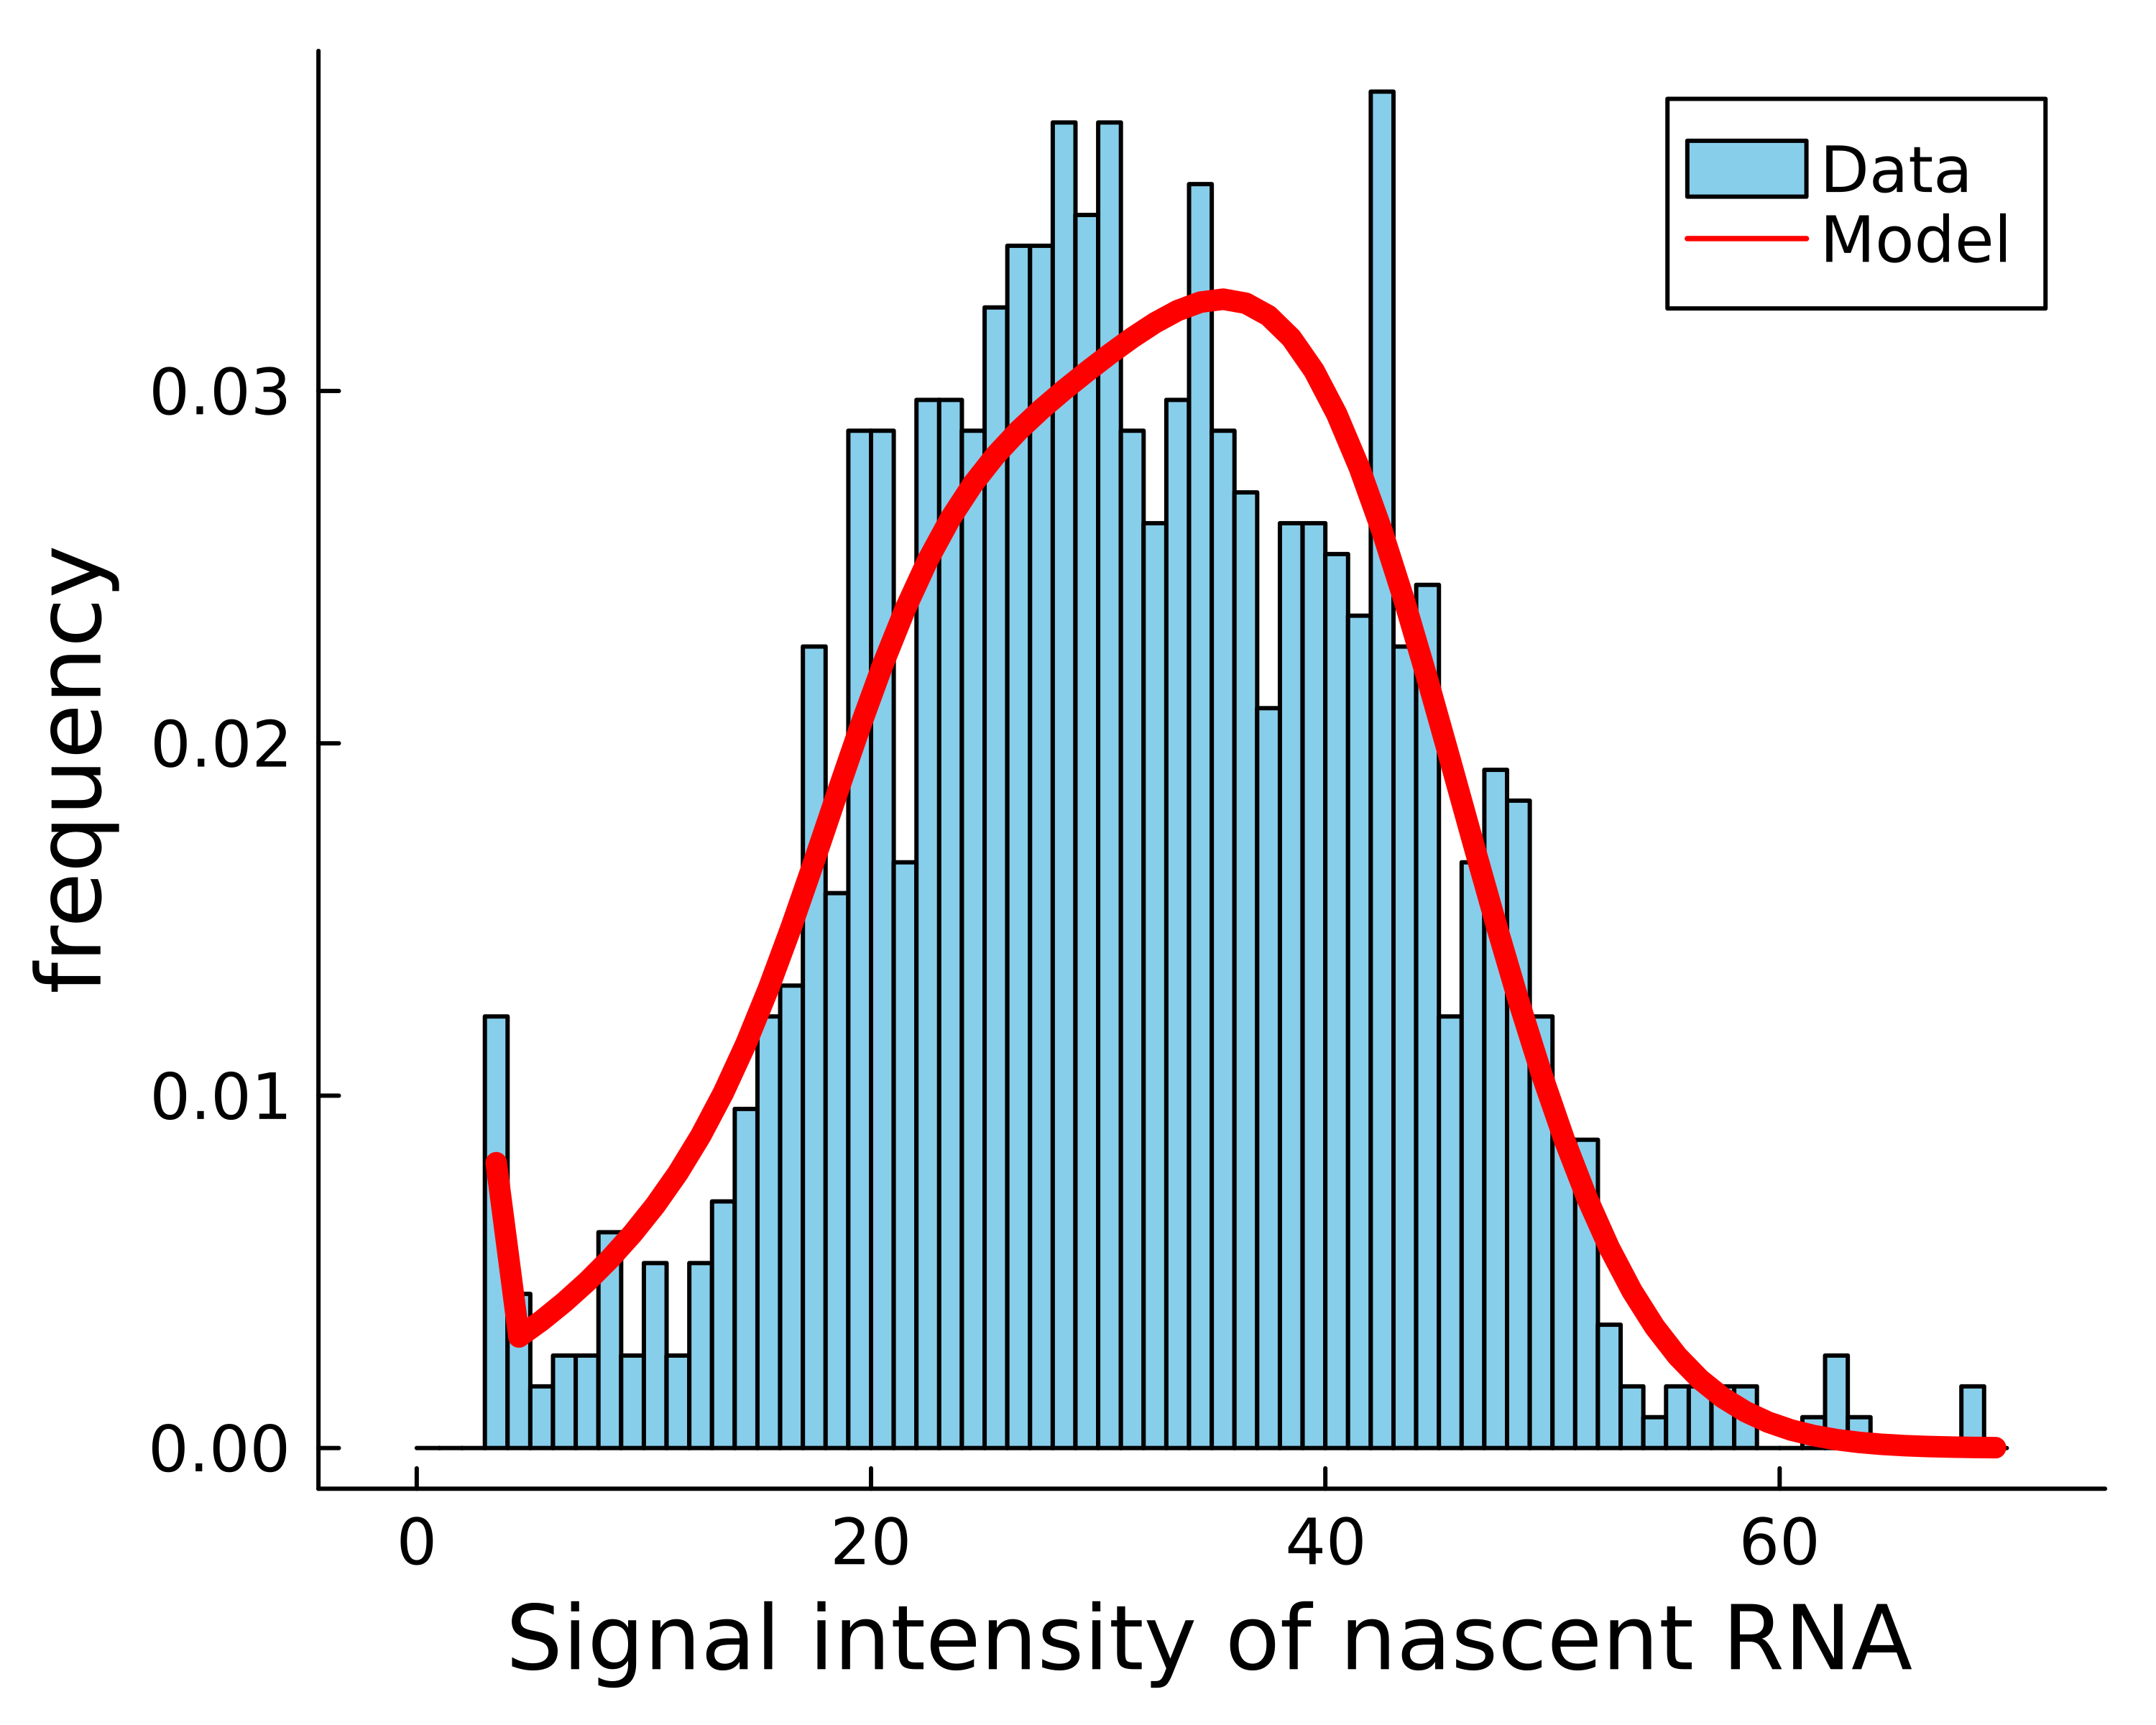 Data
Model
frequency
0.03
0.02
0.01
0.00
0 20 40 60
Signal intensity of nascent RNA